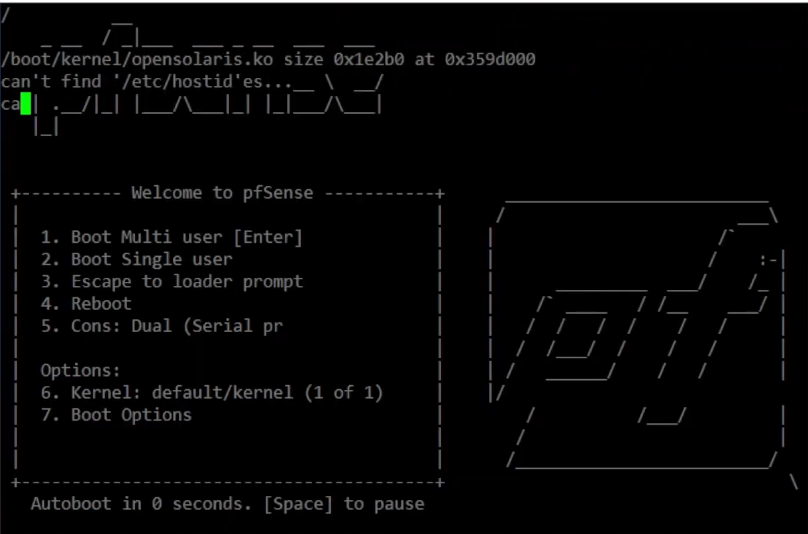 /boot/kernel/opensolaris.ko size 0x1e2b0 at 0x359d000
can't find '/etc/hostid'es...
ca
Welcome to pfSense
1. Boot Multi user [Enter]
2. Boot Single user
3. Escape to loader prompt
4. Reboot
5. Cons: Dual (Serial pr
Options:
6. Kernel: default/kernel (1 of 1)
7. Boot Options
Autoboot in 0 seconds. [Space] to pause
pf